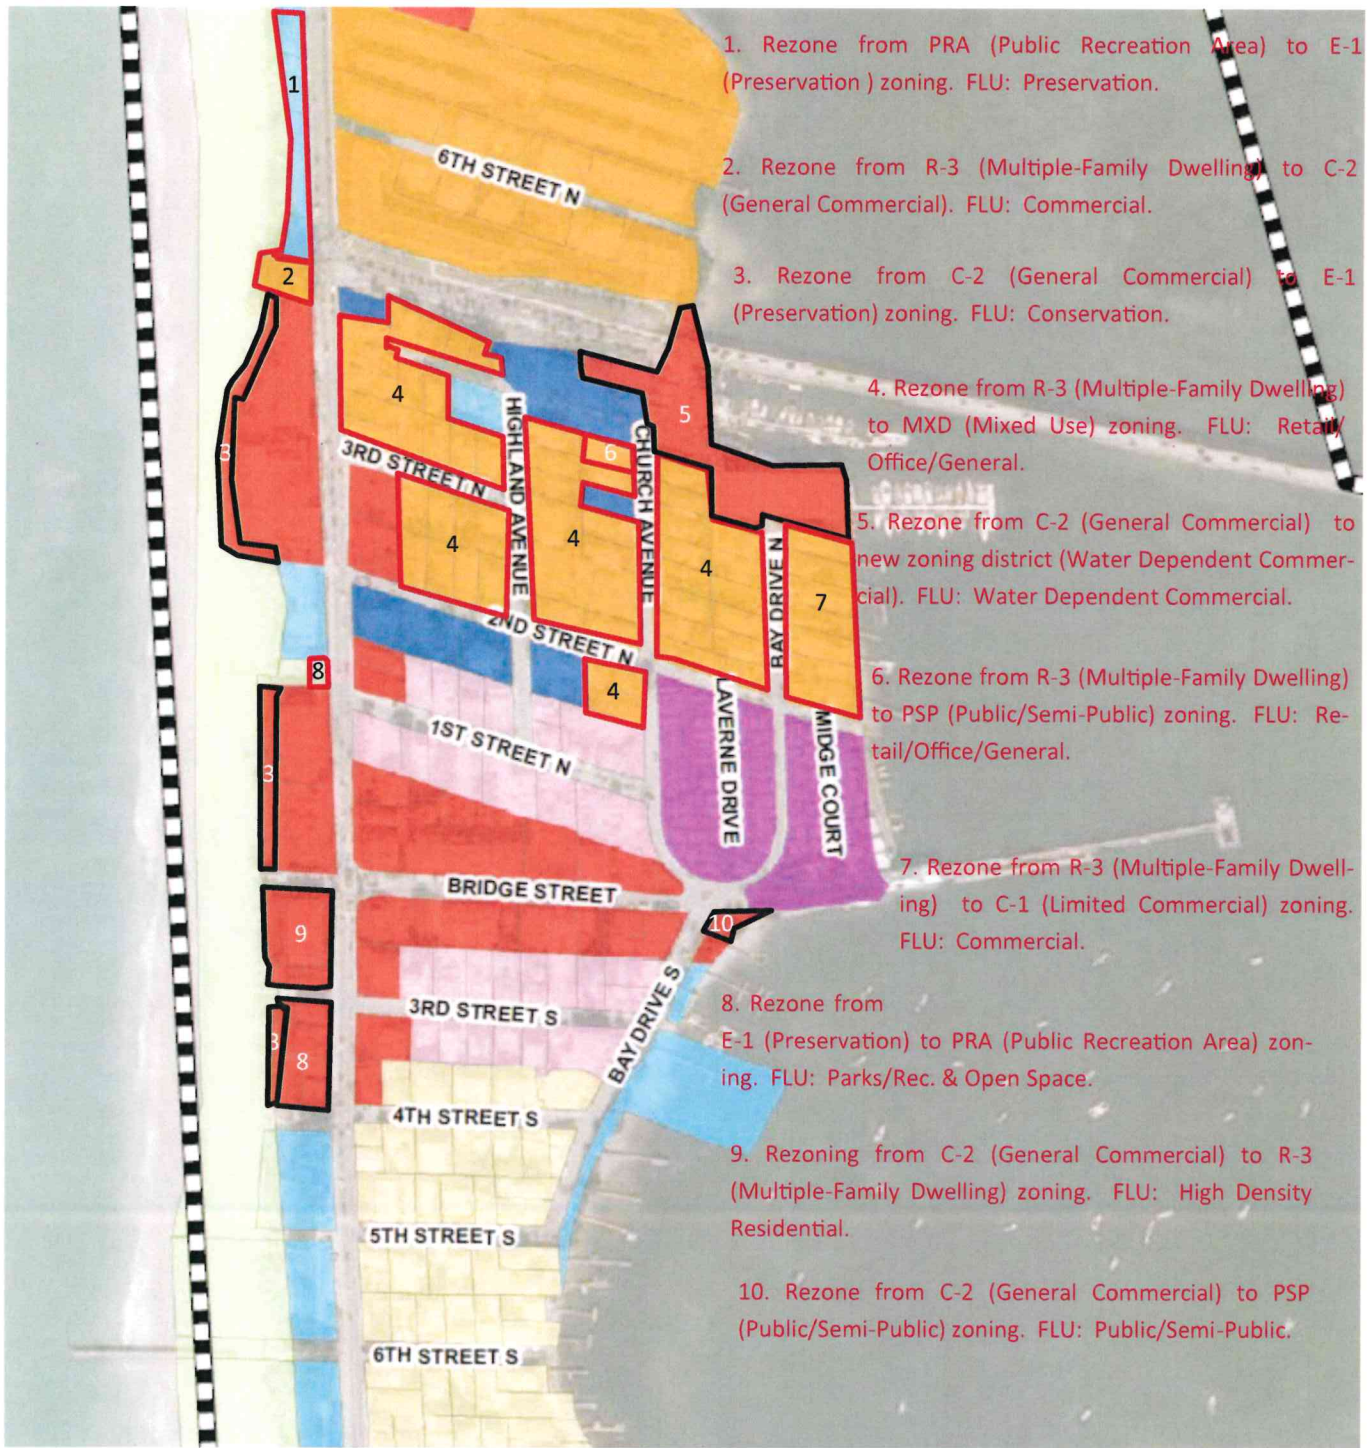 1. Rezone from PRA (Public Recreation Area) to E-1
(Preservation ) zoning. FLU: Preservation.
2. Rezone from R-3 (Multiple-Family Dwelling) to C-2
(General Commercial). FLU: Commercial.
3. Rezone from C-2 (General Commercial) to E-1
(Preservation) zoning. FLU: Conservation.
4. Rezone from R-3 (Multiple-Family Dwelling)
to MXD (Mixed Use) zoning. FLU: Retail/
Office/General.
5. Rezone from C-2 (General Commercial) to
new zoning district (Water Dependent Commer-
cial). FLU: Water Dependent Commercial.
6. Rezone from R-3 (Multiple-Family Dwelling)
to PSP (Public/Semi-Public) zoning. FLU: Re-
tail/Office/General.
7. Rezone from R-3 (Multiple-Family Dwell-
ing) to C-1 (Limited Commercial) zoning.
FLU: Commercial.
8. Rezone from
E-1 (Preservation) to PRA (Public Recreation Area) zon-
ing. FLU: Parks/Rec. & Open Space.
9. Rezoning from C-2 (General Commercial) to R-3
(Multiple-Family Dwelling) zoning. FLU: High Density
Residential.
10. Rezone from C-2 (General Commercial) to PSP
(Public/Semi-Public) zoning. FLU: Public/Semi-Public.
1
6TH STREET N
2
4
5
HIGHLAND AVENUE
CHURCH AVENUE
6
3
3RD STREET N
4
4
4
BAY DRIVE N
7
2ND STREET N
8
4
LAVERNE DRIVE
MIDGE COURT
1ST STREET N
3
BRIDGE STREET
9
10
3RD STREET S
BAY DRIVE S
3
8
4TH STREET S
5TH STREET S
6TH STREET S